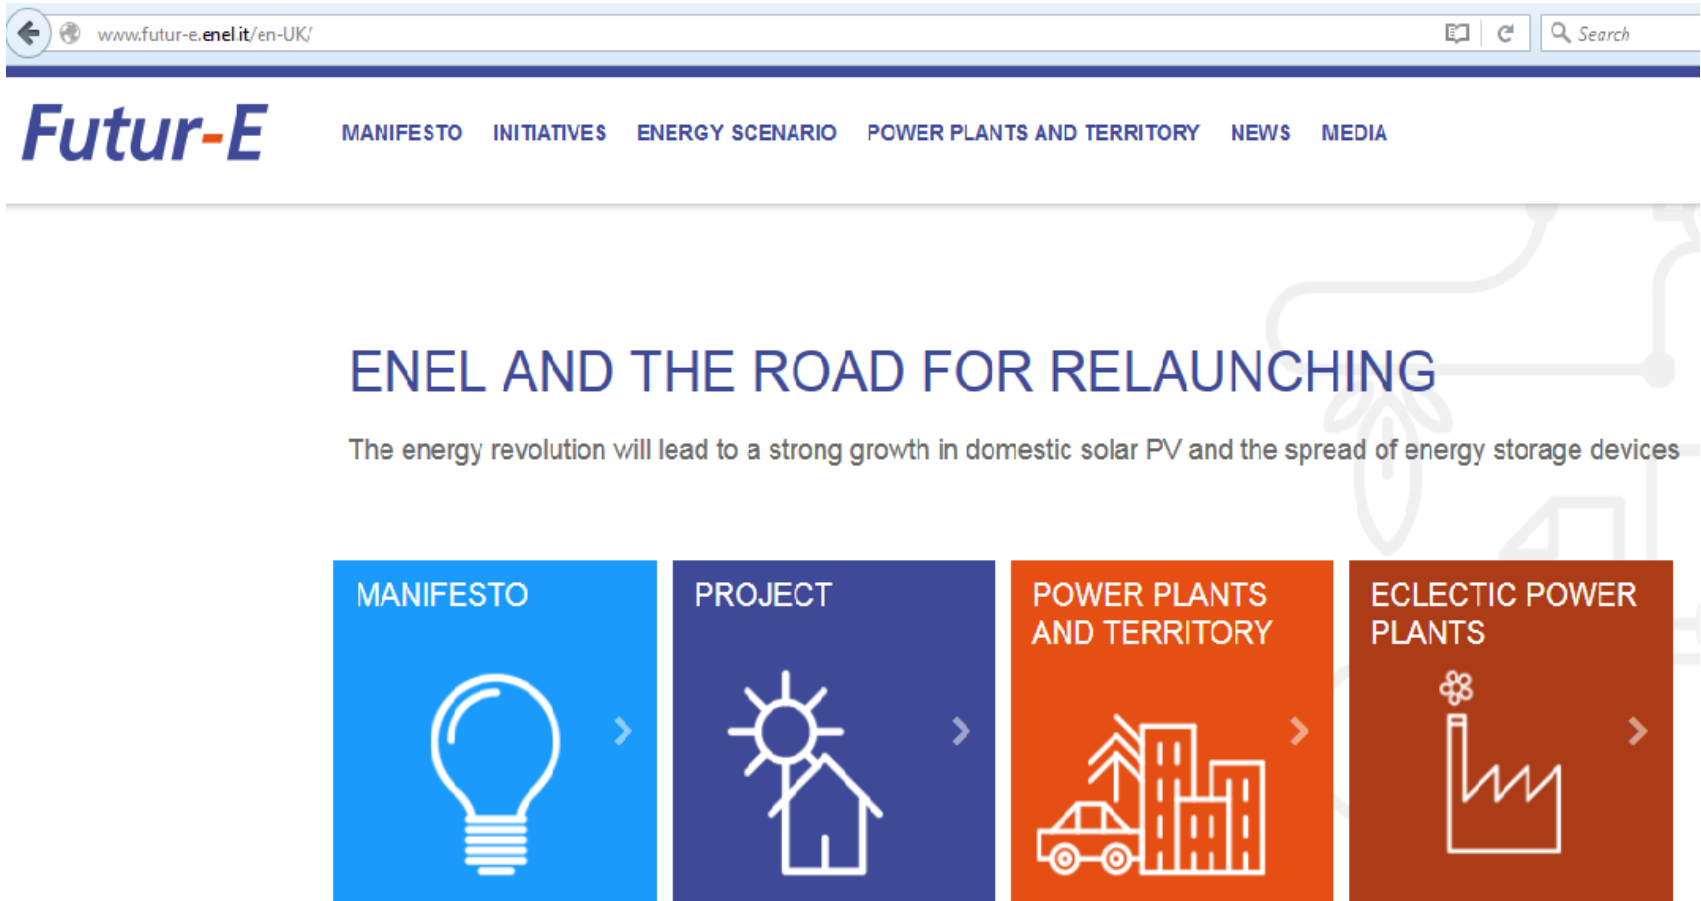 www.futur-e.enel.it/en-UK/
Search
Futur-E
MANIFESTO INITIATIVES ENERGY SCENARIO POWER PLANTS AND TERRITORY NEWS MEDIA
ENEL AND THE ROAD FOR RELAUNCHING
The energy revolution will lead to a strong growth in domestic solar PV and the spread of energy storage devices
MANIFESTO
PROJECT
POWER PLANTS
AND TERRITORY
ECLECTIC POWER
PLANTS